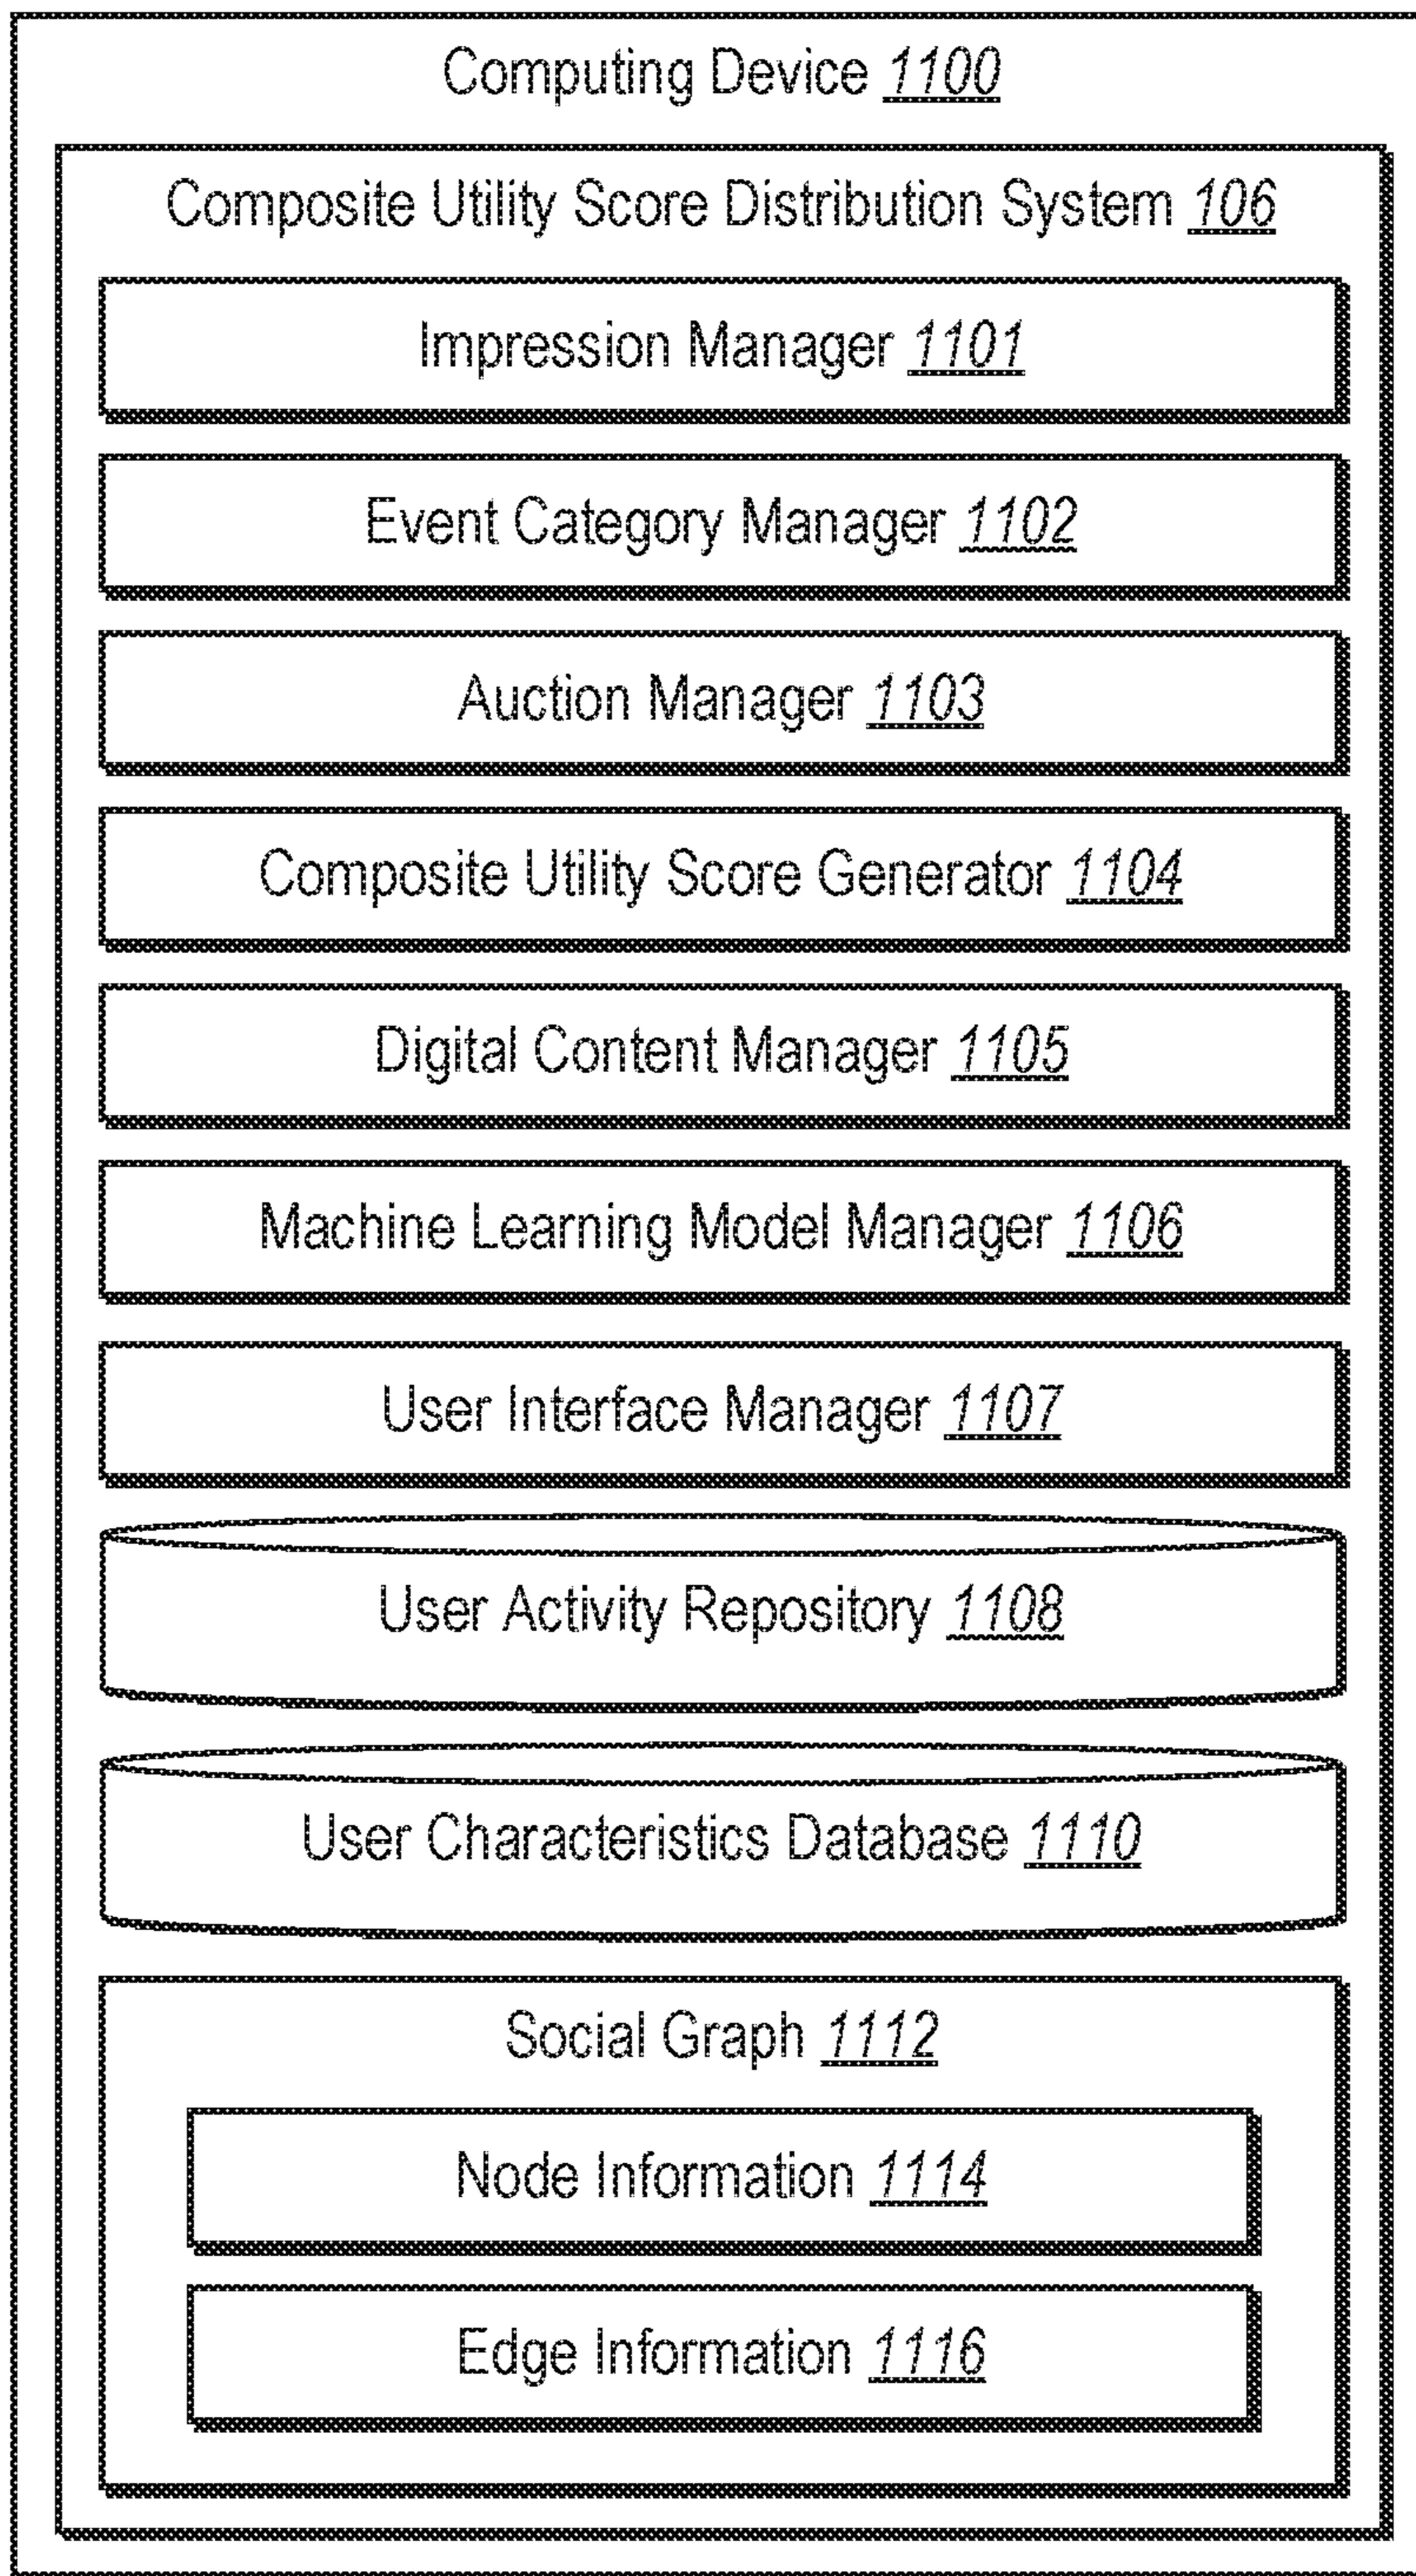 Computing Device 1100
Composite Utility Score Distribution System 106
Impression Manager 1101
Event Category Manager 1102
Auction Manager 1103
Composite Utility Score Generator 1104
Digital Content Manager 1105
Machine Learning Model Manager 1106
User Interface Manager 1107
User Activity Repository 1108
User Characteristics Database 1110
Social Graph 1112
Node Information 1114
Edge Information 1116